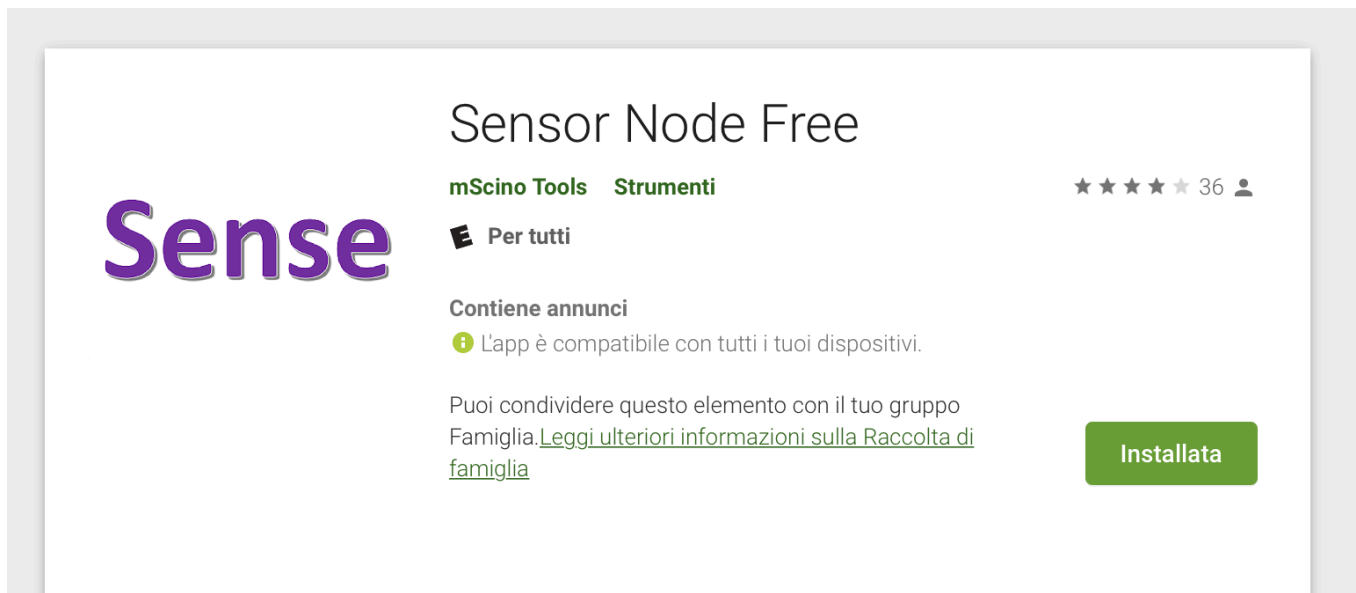 Sensor Node Free
mScino Tools Strumenti
36
Sense
E Per tutti
Contiene annunci
L'app è compatibile con tutti i tuoi dispositivi.
Puoi condividere questo elemento con il tuo gruppo
Famiglia.Leggi ulteriori informazioni sulla Raccolta di
famiglia
Installata